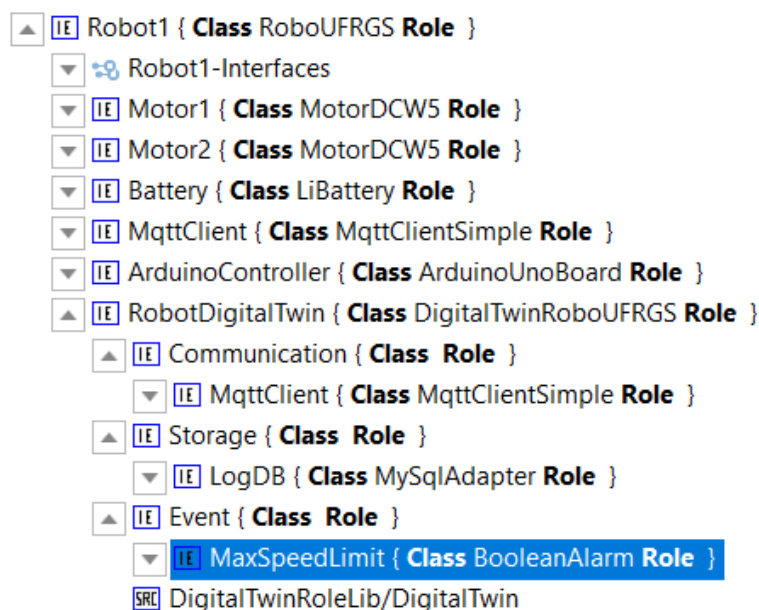 IE Robot1 { Class RoboUFRGS Role }
Robot1-Interfaces
IE Motor1 { Class MotorDCW5 Role }
IE Motor2 { Class MotorDCW5 Role }
IE Battery { Class LiBattery Role }
IE MqttClient { Class MqttClientSimple Role }
IE ArduinoController { Class ArduinoUnoBoard Role }
IE RobotDigitalTwin { Class DigitalTwinRoboUFRGS Role }
IE Communication { Class Role }
IE MqttClient { Class MqttClientSimple Role }
IE Storage { Class Role }
IE LogDB { Class MySqlAdapter Role }
IE Event { Class Role }
IE MaxSpeedLimit { Class BooleanAlarm Role }
SRC DigitalTwinRoleLib/DigitalTwin